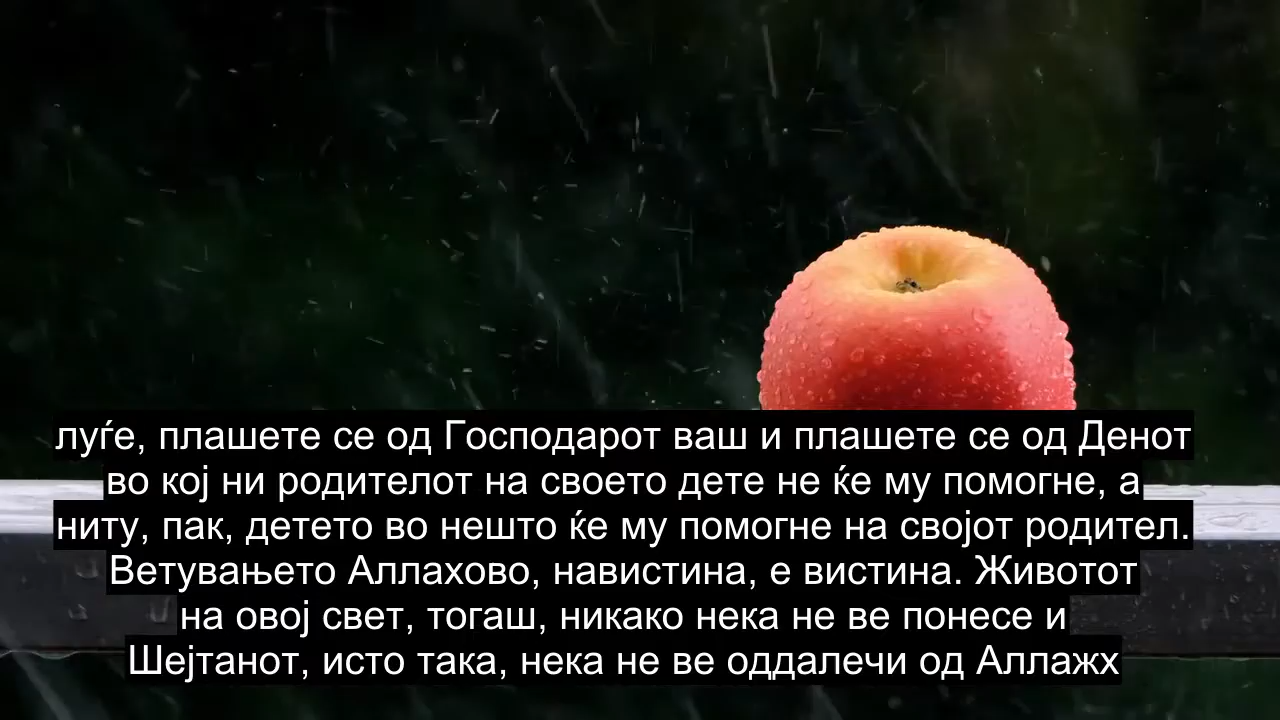 луѓе, плашете се од Господарот ваш и плашете се од Денот
во кој ни родителот на своето дете не ќе му помогне, а
ниту, пак, детето во нешто ќе му помогне на својот родител.
Ветувањето Аллахово, навистина, е вистина. Животот
на овој свет, тогаш, никако нека не ве понесе и
Шејтанот, исто така, нека не ве оддалечи од Аллажх